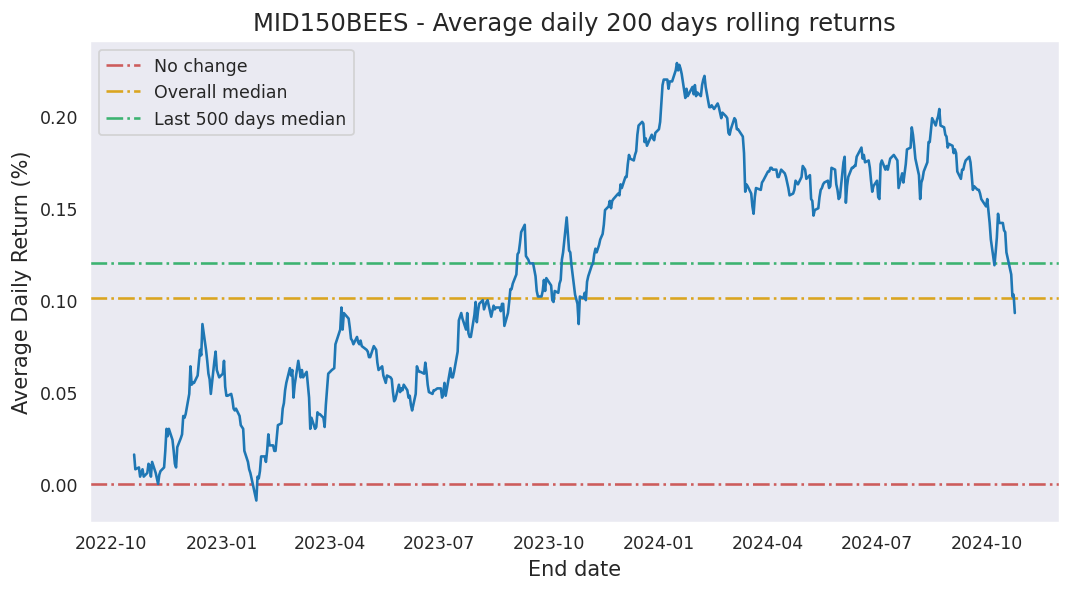 MID150BEES - Average daily 200 days rolling returns
No change
Overall median
Last 500 days median
Average Daily Return (%)
0.20
0.15
0.10
0.05
0.00
2022-10 2023-01 2023-04 2023-07 2023-10 2024-01 2024-04 2024-07 2024-10
End date